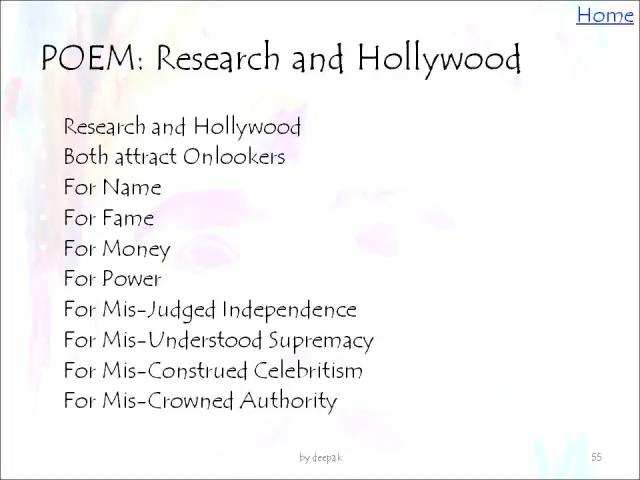 Home
POEM: Research and Hollywood
Research and Hollywood
Both attract Onlookers
For Name
For Fame
For Money
For Power
For Mis-Judged Independence
For Mis-Understood Supremacy
For Mis-Construed Celebritism
For Mis-Crowned Authority
by deepak
55